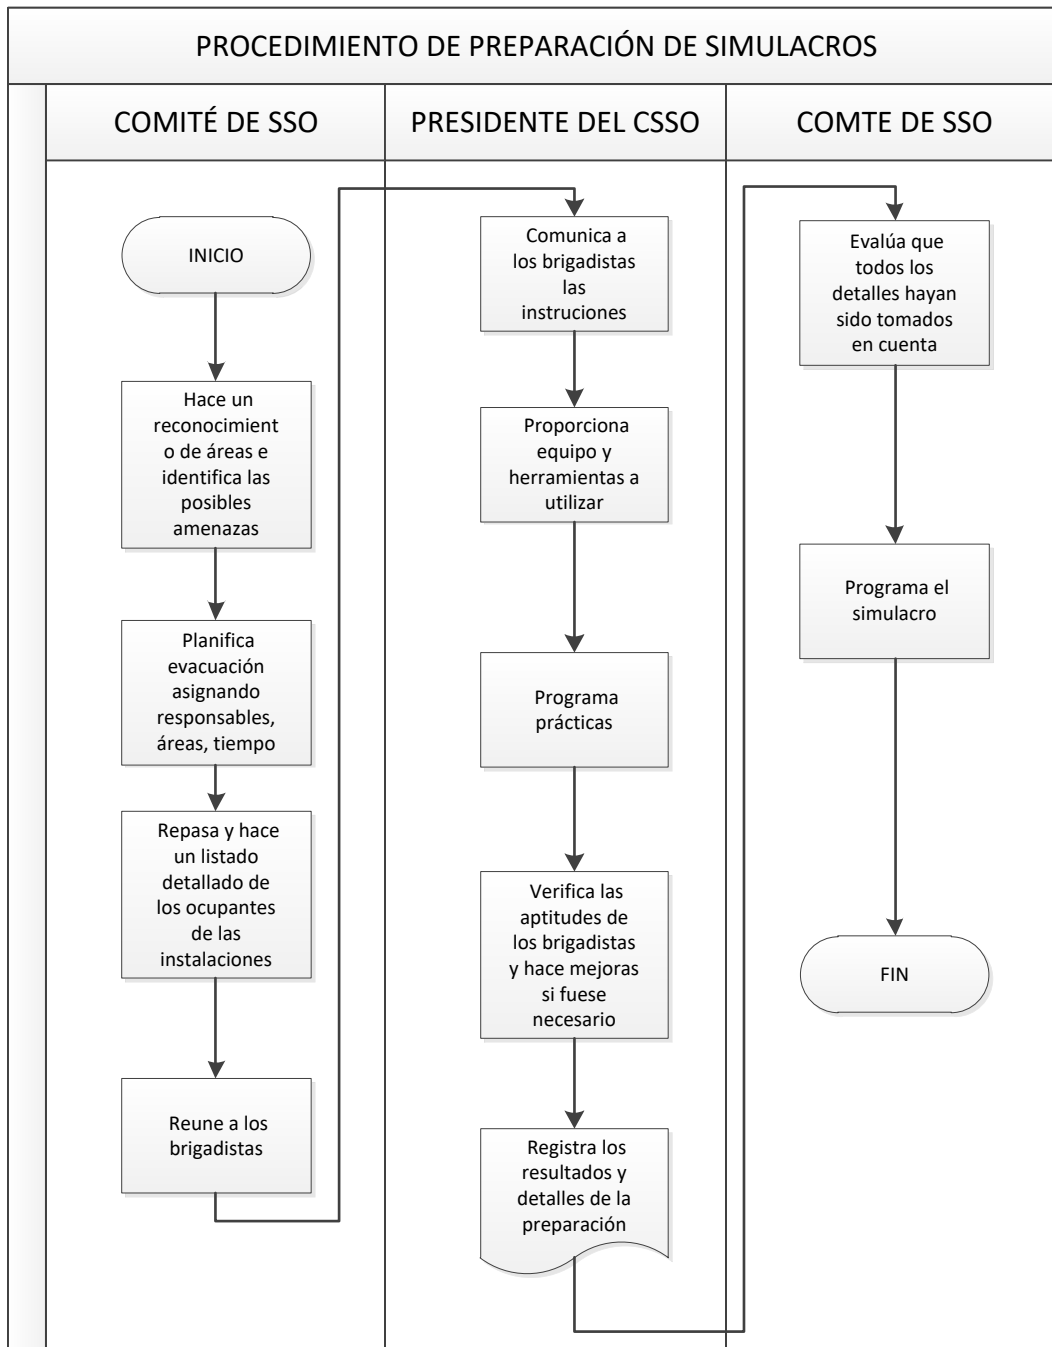 PROCEDIMIENTO DE PREPARACIÓN DE SIMULACROS
COMITÉ DE SSO
PRESIDENTE DEL CSSO
COMTE DE SSO
INICIO
Hace un
reconocimient
o de áreas e
identifica las
posibles
amenazas
Planifica
evacuación
asignando
responsables,
áreas, tiempo
Repasa y hace
un listado
detallado de
los ocupantes
de las
instalaciones
Reune a los
brigadistas
Comunica a
los brigadistas
las
instruciones
Proporciona
equipo y
herramientas a
utilizar
Programa
prácticas
Verifica las
aptitudes de
los brigadistas
y hace mejoras
si fuese
necesario
Registra los
resultados y
detalles de la
preparación
Evalúa que
todos los
detalles hayan
sido tomados
en cuenta
Programa el
simulacro
FIN